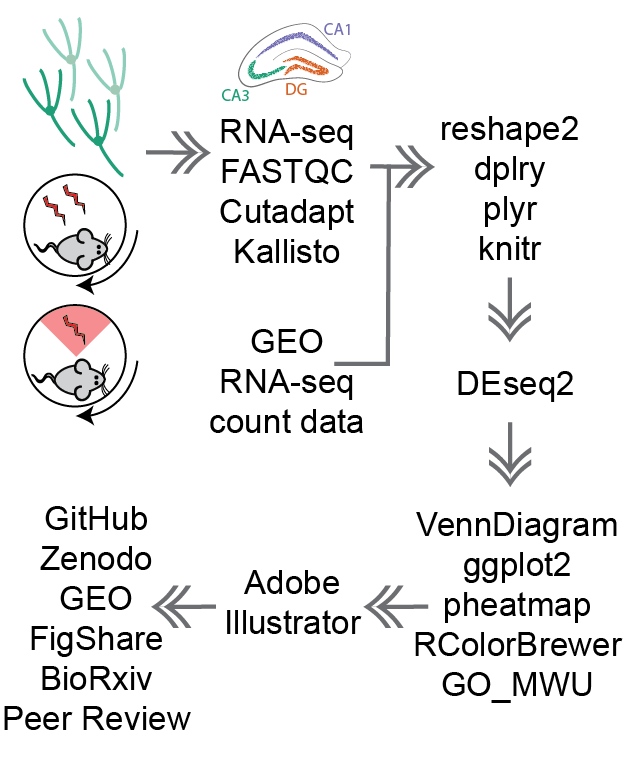 CA1
CA3
DG
RNA-seq
FASTQC
Cutadapt
Kallisto
GEO
RNA-seq
count data
reshape2
dplry
plyr
knitr
DEseq2
VennDiagram
ggplot2
pheatmap
RColorBrewer
GO_MWU
Adobe
Illustrator
GitHub
Zenodo
GEO
FigShare
BioRxiv
Peer Review